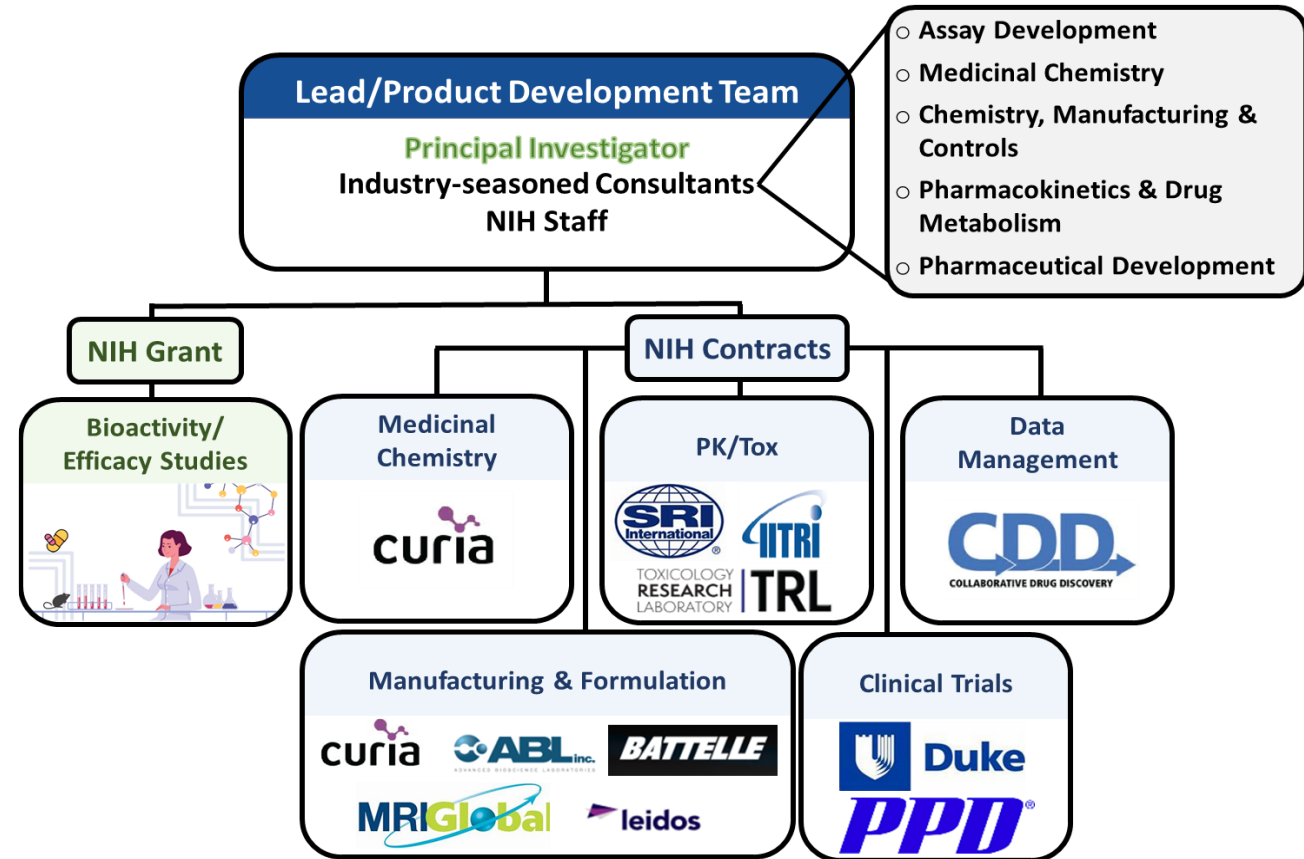 Lead/Product Development Team
Principal Investigator
Industry-seasoned Consultants
NIH Staff
○ Assay Development
○ Medicinal Chemistry
○ Chemistry, Manufacturing &
Controls
○ Pharmacokinetics & Drug
Metabolism
○ Pharmaceutical Development
NIH Grant
NIH Contracts
Bioactivity/
Efficacy Studies
Medicinal
Chemistry
curia
PK/Tox
SRI
International®
IITRI
TOXICOLOGY
RESEARCH
LABORATORY
TRL
Data
Management
CDD
COLLABORATIVE DRUG DISCOVERY
Manufacturing & Formulation
curia
ABL inc.
ADVANCED BIOSCIENCE LABORATORIES
BATTELLE
MRIGlobal
leidos
Clinical Trials
Duke
PPD®